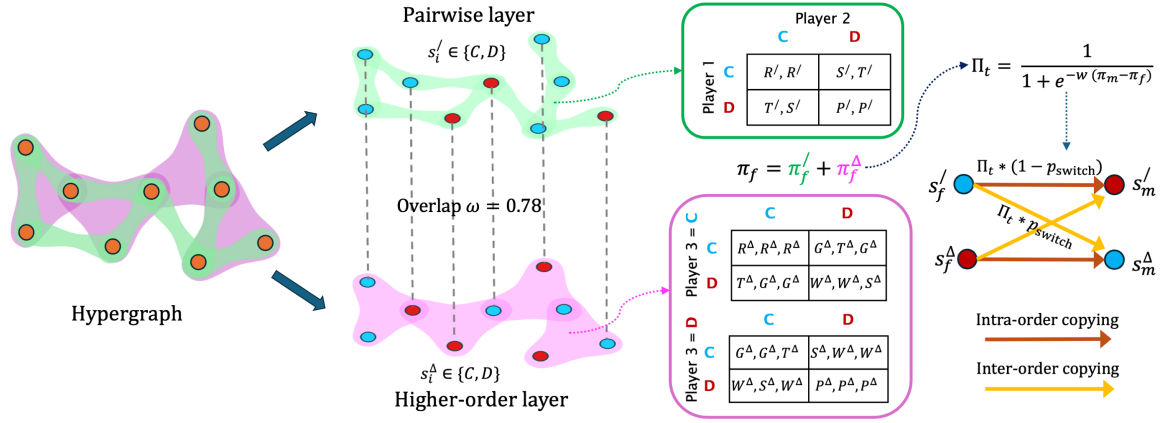 Hypergraph
Pairwise layer
s_i^/ ∈ {C, D}
Overlap ω = 0.78
s_i^Δ ∈ {C, D}
Higher-order layer
Player 2
C D
Player 1
C
R^/, R^/ S^/, T^/
D
T^/, S^/ P^/, P^/
π_f = π_f^/ + π_f^Δ
Player 3 = C
C D
C
R^Δ, R^Δ, R^Δ G^Δ, T^Δ, G^Δ
D
T^Δ, G^Δ, G^Δ W^Δ, W^Δ, S^Δ
Player 3 = D
C D
C
G^Δ, G^Δ, T^Δ S^Δ, W^Δ, W^Δ
D
W^Δ, S^Δ, W^Δ P^Δ, P^Δ, P^Δ
Π_t = 1 / (1 + e^{−w (π_m−π_f)})
Π_t * (1 − p_switch)
s_f^/ s_m^/
Π_t * p_switch
s_f^Δ s_m^Δ
Intra-order copying
Inter-order copying